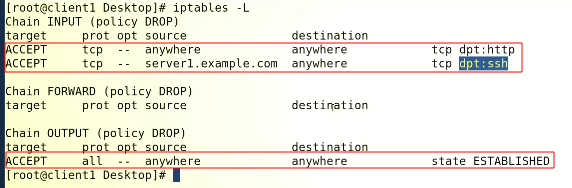 [root@client1 Desktop]# iptables -L
Chain INPUT (policy DROP)
target     prot opt source               destination
ACCEPT     tcp  --  anywhere             anywhere            tcp dpt:http
ACCEPT     tcp  --  server1.example.com  anywhere            tcp dpt:ssh
Chain FORWARD (policy DROP)
target     prot opt source               destination
Chain OUTPUT (policy DROP)
target     prot opt source               destination
ACCEPT     all  --  anywhere             anywhere            state ESTABLISHED
[root@client1 Desktop]#